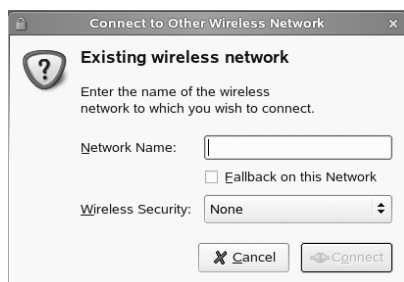 Connect to Other Wireless Network
Existing wireless network
Enter the name of the wireless
network to which you wish to connect.
Network Name:
Fallback on this Network
Wireless Security: None
Cancel Connect